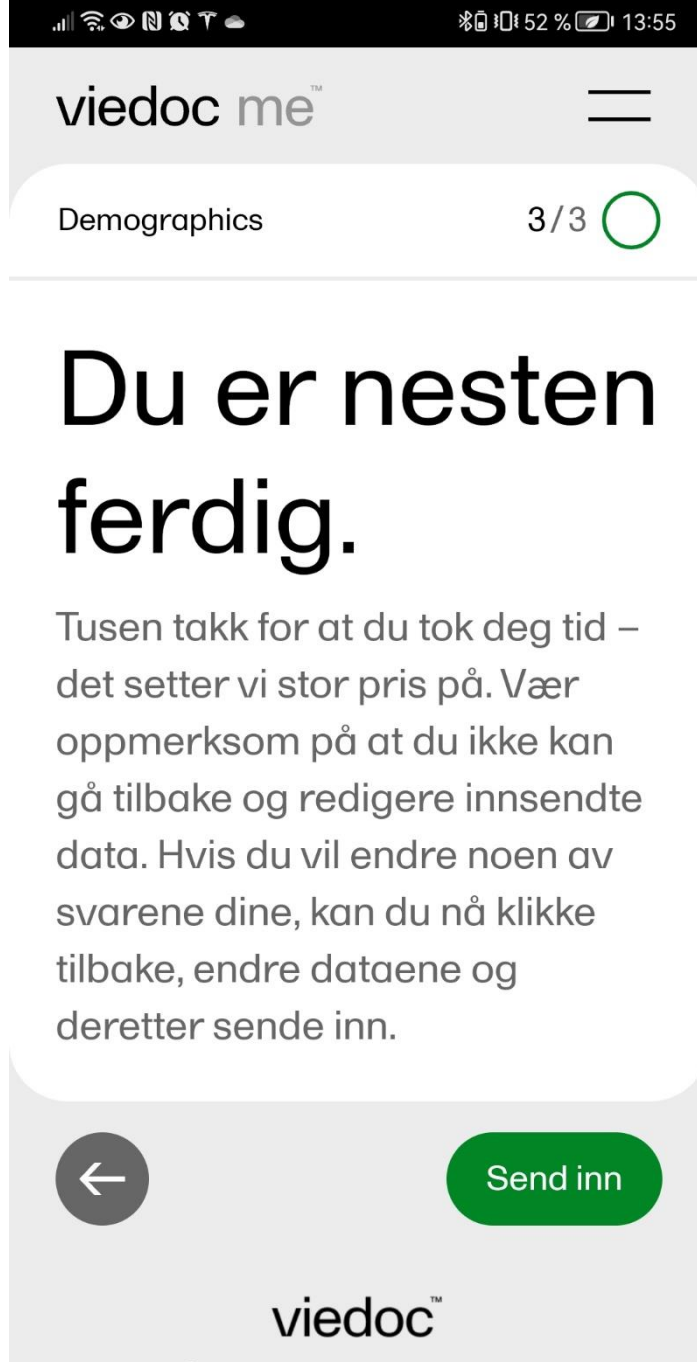 52 % 13:55
viedoc me™
Demographics 3/3
Du er nesten
ferdig.
Tusen takk for at du tok deg tid –
det setter vi stor pris på. Vær
oppmerksom på at du ikke kan
gå tilbake og redigere innsendte
data. Hvis du vil endre noen av
svarene dine, kan du nå klikke
tilbake, endre dataene og
deretter sende inn.
Send inn
viedoc™